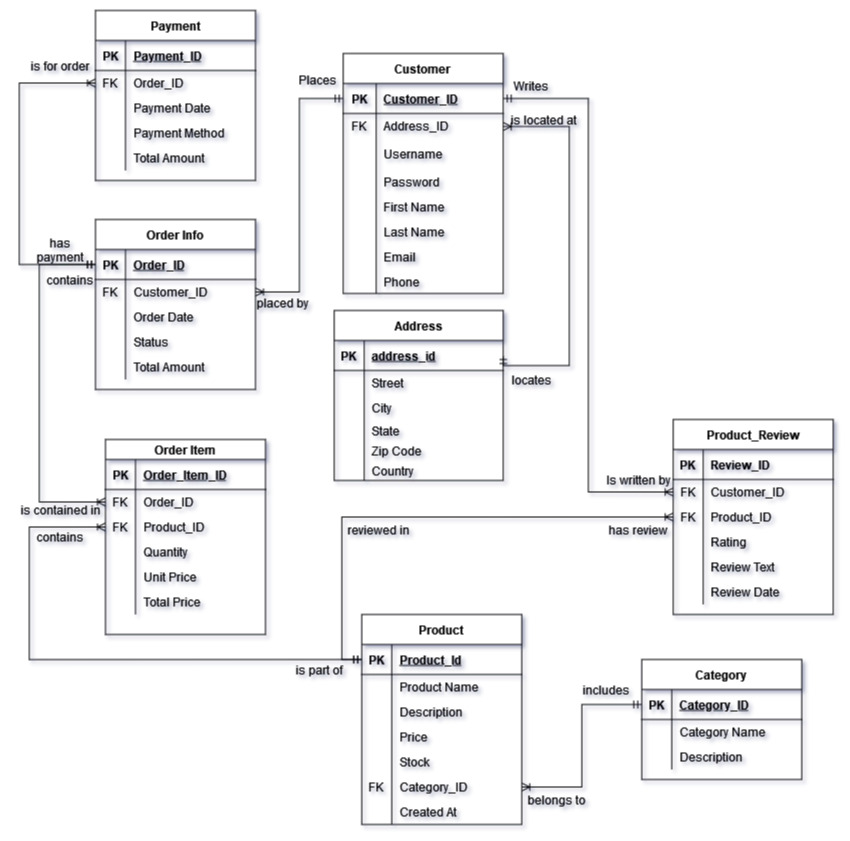 Payment
PK Payment_ID
is for order
FK Order_ID
Payment Date
Payment Method
Total Amount
Customer
Places
PK Customer_ID
Writes
FK Address_ID
is located at
Username
Password
First Name
Last Name
Email
Phone
Order Info
has
payment
PK Order_ID
contains
FK Customer_ID
placed by
Order Date
Status
Total Amount
Address
PK address_id
locates
Street
City
State
Zip Code
Country
Product_Review
PK Review_ID
Is written by
FK Customer_ID
FK Product_ID
has review
reviewed in
Rating
Review Text
Review Date
Order Item
PK Order_Item_ID
FK Order_ID
is contained in
FK Product_ID
contains
Quantity
Unit Price
Total Price
Product
PK Product_Id
is part of
Product Name
Description
Price
Stock
FK Category_ID
belongs to
Created At
Category
includes
PK Category_ID
Category Name
Description